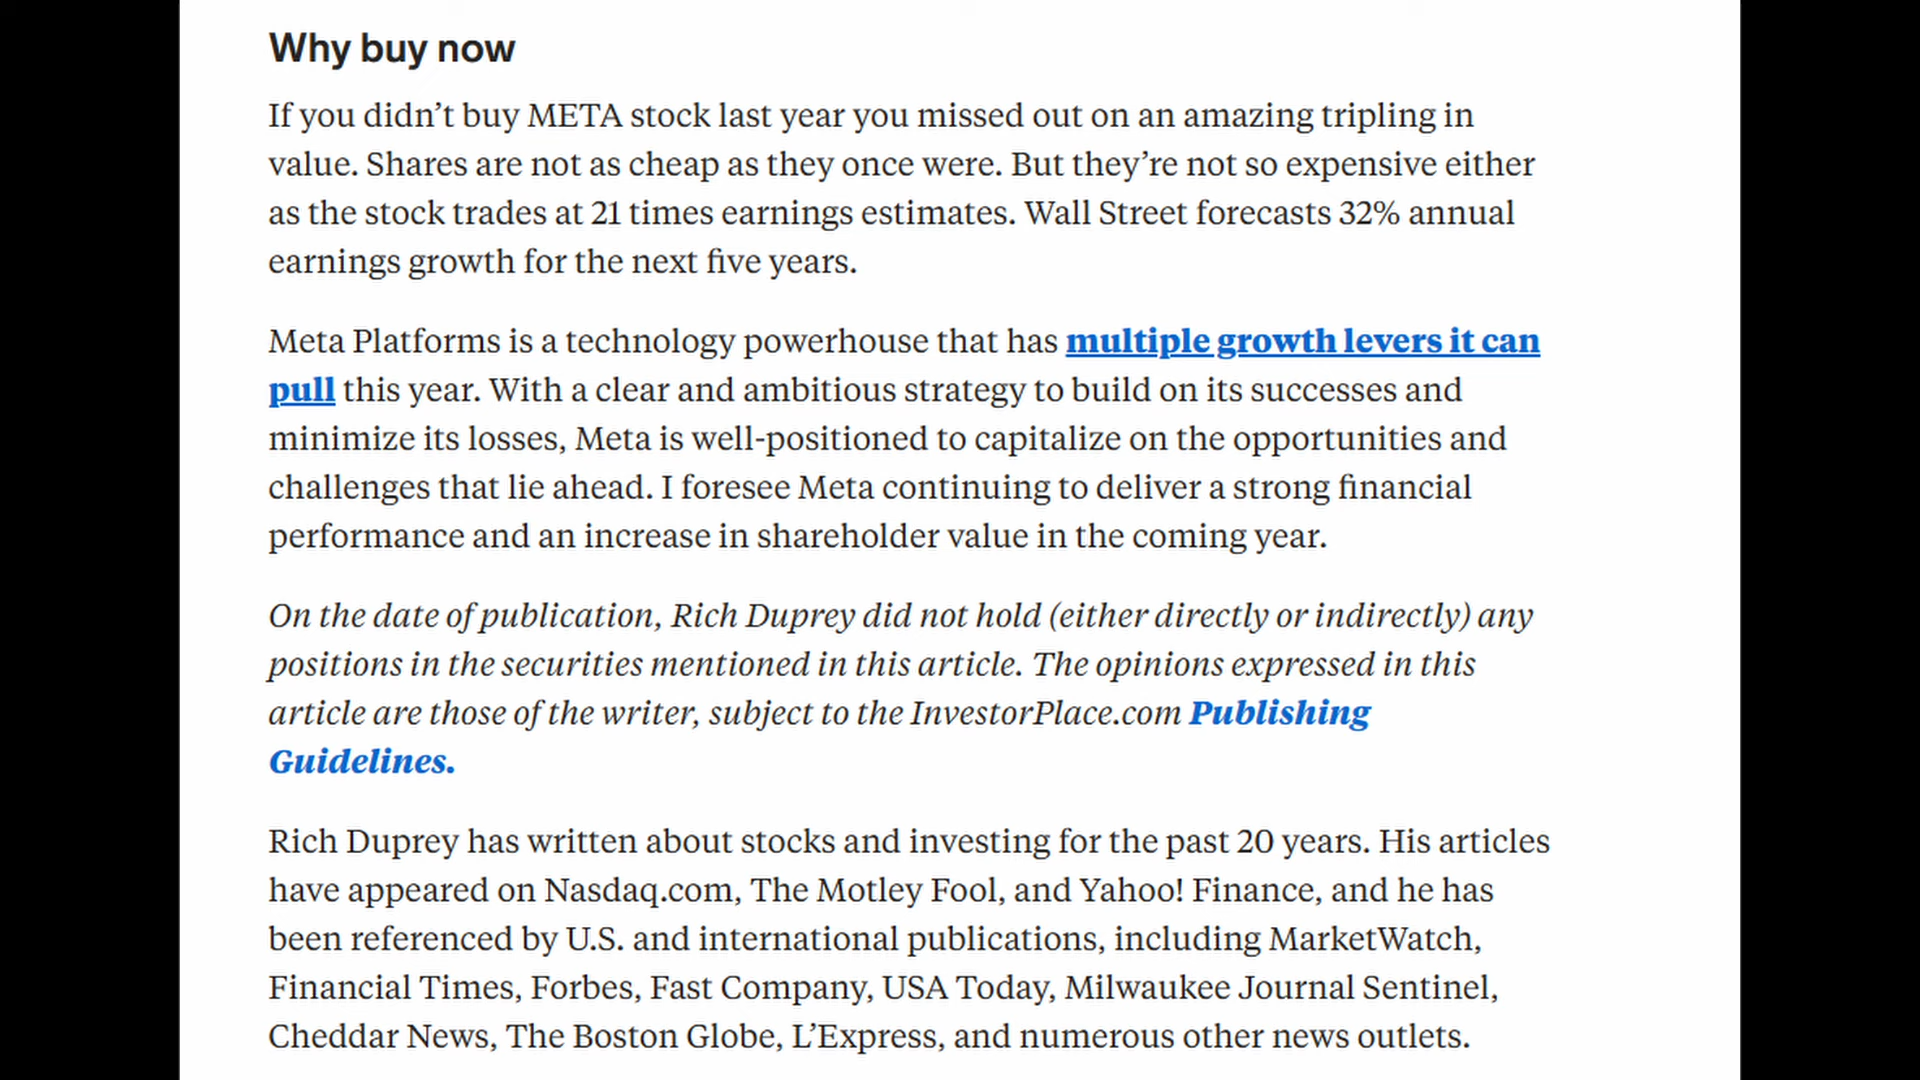 Why buy now
If you didn’t buy META stock last year you missed out on an amazing tripling in
value. Shares are not as cheap as they once were. But they’re not so expensive either
as the stock trades at 21 times earnings estimates. Wall Street forecasts 32% annual
earnings growth for the next five years.
Meta Platforms is a technology powerhouse that has multiple growth levers it can
pull this year. With a clear and ambitious strategy to build on its successes and
minimize its losses, Meta is well-positioned to capitalize on the opportunities and
challenges that lie ahead. I foresee Meta continuing to deliver a strong financial
performance and an increase in shareholder value in the coming year.
On the date of publication, Rich Duprey did not hold (either directly or indirectly) any
positions in the securities mentioned in this article. The opinions expressed in this
article are those of the writer, subject to the InvestorPlace.com Publishing
Guidelines.
Rich Duprey has written about stocks and investing for the past 20 years. His articles
have appeared on Nasdaq.com, The Motley Fool, and Yahoo! Finance, and he has
been referenced by U.S. and international publications, including MarketWatch,
Financial Times, Forbes, Fast Company, USA Today, Milwaukee Journal Sentinel,
Cheddar News, The Boston Globe, L’Express, and numerous other news outlets.